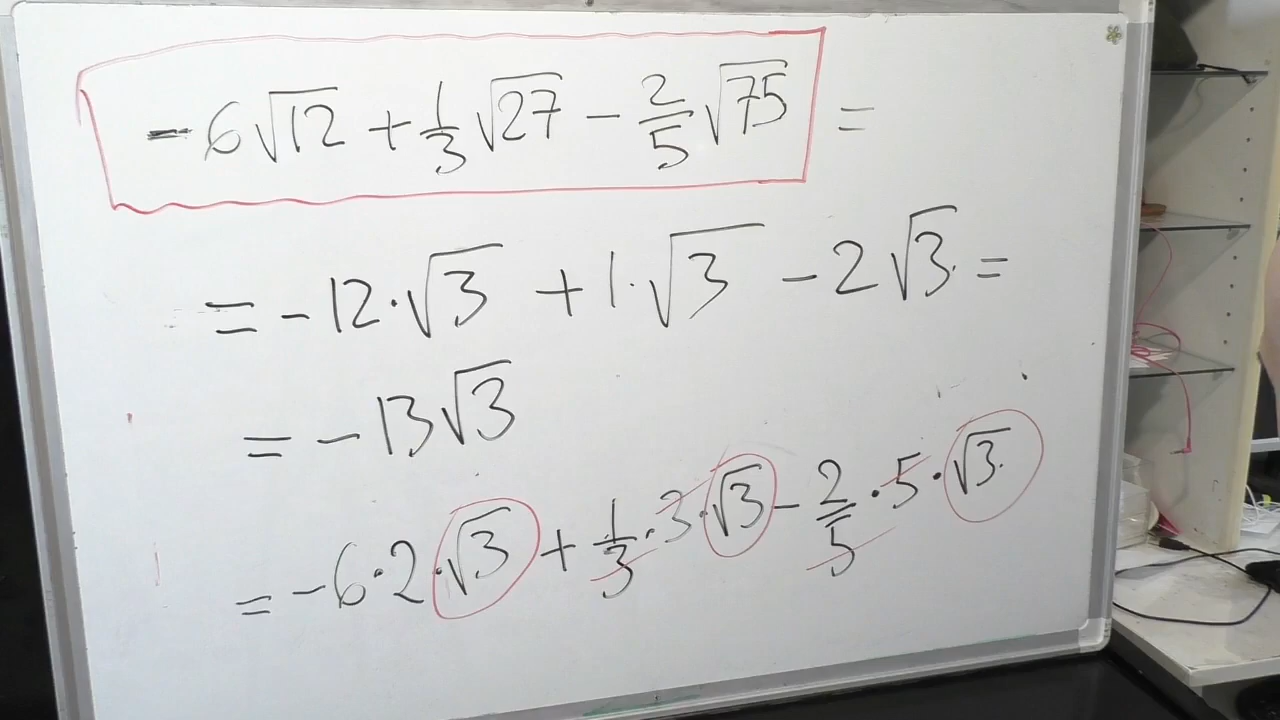 -6√12 + 1/3 √27 - 2/5 √75 =
= -12·√3 + 1·√3 - 2√3 =
= -13√3
= -6·2·√3 + 1/3·3·√3 - 2/5·5·√3